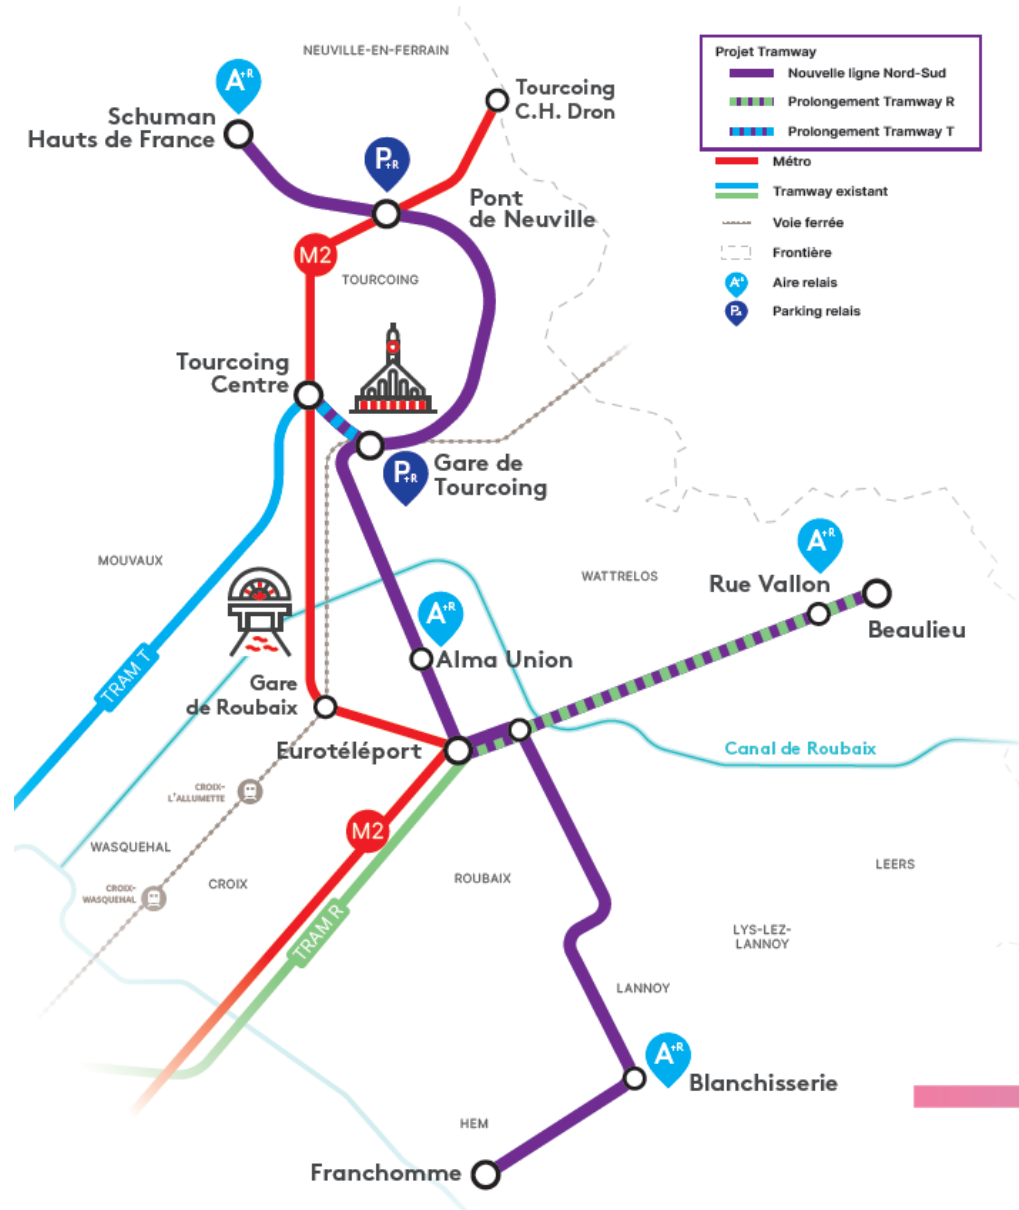 NEUVILLE-EN-FERRAIN
Projet Tramway
Nouvelle ligne Nord-Sud
Prolongement Tramway R
Prolongement Tramway T
Métro
Tramway existant
Voie ferrée
Frontière
A+R
Aire relais
P+R
Parking relais
A+R
Schuman
Hauts de France
Tourcoing
C.H. Dron
P+R
Pont
de Neuville
M2
TOURCOING
Tourcoing
Centre
P+R
Gare de
Tourcoing
MOUVAUX
WATTRELOS
A+R
Rue Vallon
Beaulieu
A+R
Alma Union
TRAM T
Gare
de Roubaix
Eurotéléport
Canal de Roubaix
CROIX-
L'ALLUMETTE
M2
WASQUEHAL
CROIX-
WASQUEHAL
CROIX
ROUBAIX
LEERS
TRAM R
LYS-LEZ-
LANNOY
LANNOY
A+R
Blanchisserie
HEM
Franchomme